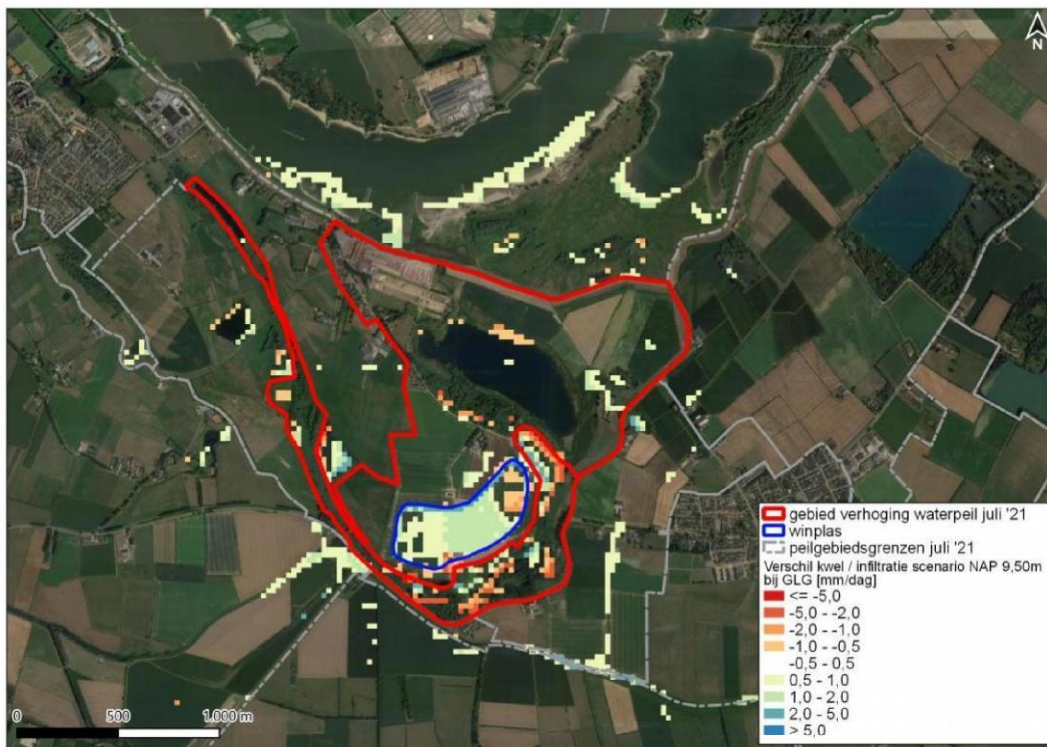 N
gebied verhoging waterpeil juli '21
winplas
peilgebiedsgrenzen juli '21
Verschil kwel / infiltratie scenario NAP 9,50m
bij GLG [mm/dag]
<= -5,0
-5,0 - -2,0
-2,0 - -1,0
-1,0 - -0,5
-0,5 - 0,5
0,5 - 1,0
1,0 - 2,0
2,0 - 5,0
> 5,0
0 500 1.000 m